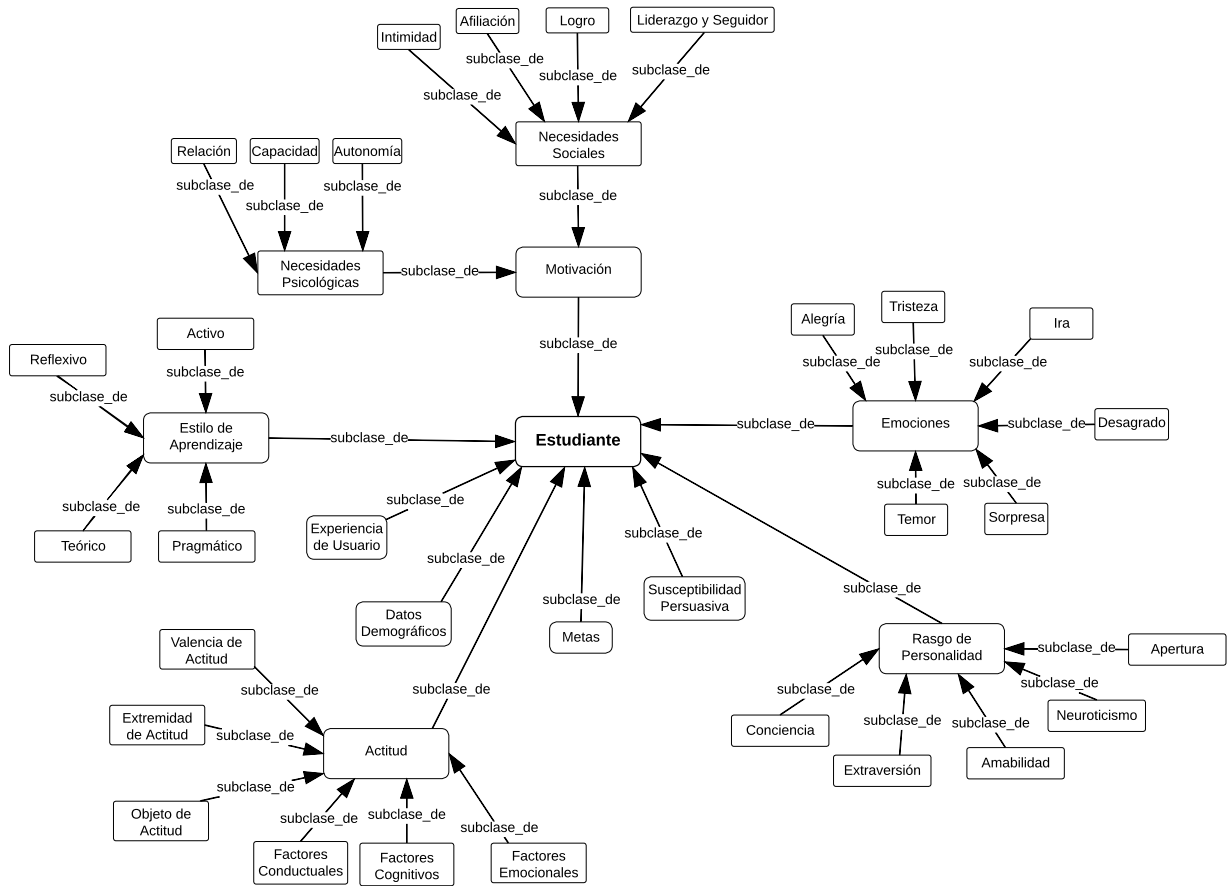 Afiliación
Logro
Liderazgo y Seguidor
Intimidad
subclase_de
subclase_de
subclase_de
subclase_de
Necesidades
Sociales
Relación
Capacidad
Autonomía
subclase_de
subclase_de
subclase_de
subclase_de
Necesidades
Psicológicas
subclase_de
Motivación
subclase_de
Activo
Reflexivo
subclase_de
subclase_de
Estilo de
Aprendizaje
subclase_de
subclase_de
subclase_de
Teórico
Pragmático
Estudiante
Alegría
Tristeza
Ira
subclase_de
subclase_de
subclase_de
subclase_de
Emociones
subclase_de
Desagrado
subclase_de
subclase_de
Temor
Sorpresa
subclase_de
Experiencia
de Usuario
subclase_de
Datos
Demográficos
subclase_de
Metas
subclase_de
Susceptibilidad
Persuasiva
subclase_de
Rasgo de
Personalidad
subclase_de
Apertura
subclase_de
Neuroticismo
subclase_de
Conciencia
subclase_de
Extraversión
subclase_de
Amabilidad
Valencia de
Actitud
subclase_de
subclase_de
Extremidad
de Actitud
subclase_de
Actitud
subclase_de
Objeto de
Actitud
subclase_de
subclase_de
subclase_de
Factores
Conductuales
Factores
Cognitivos
Factores
Emocionales